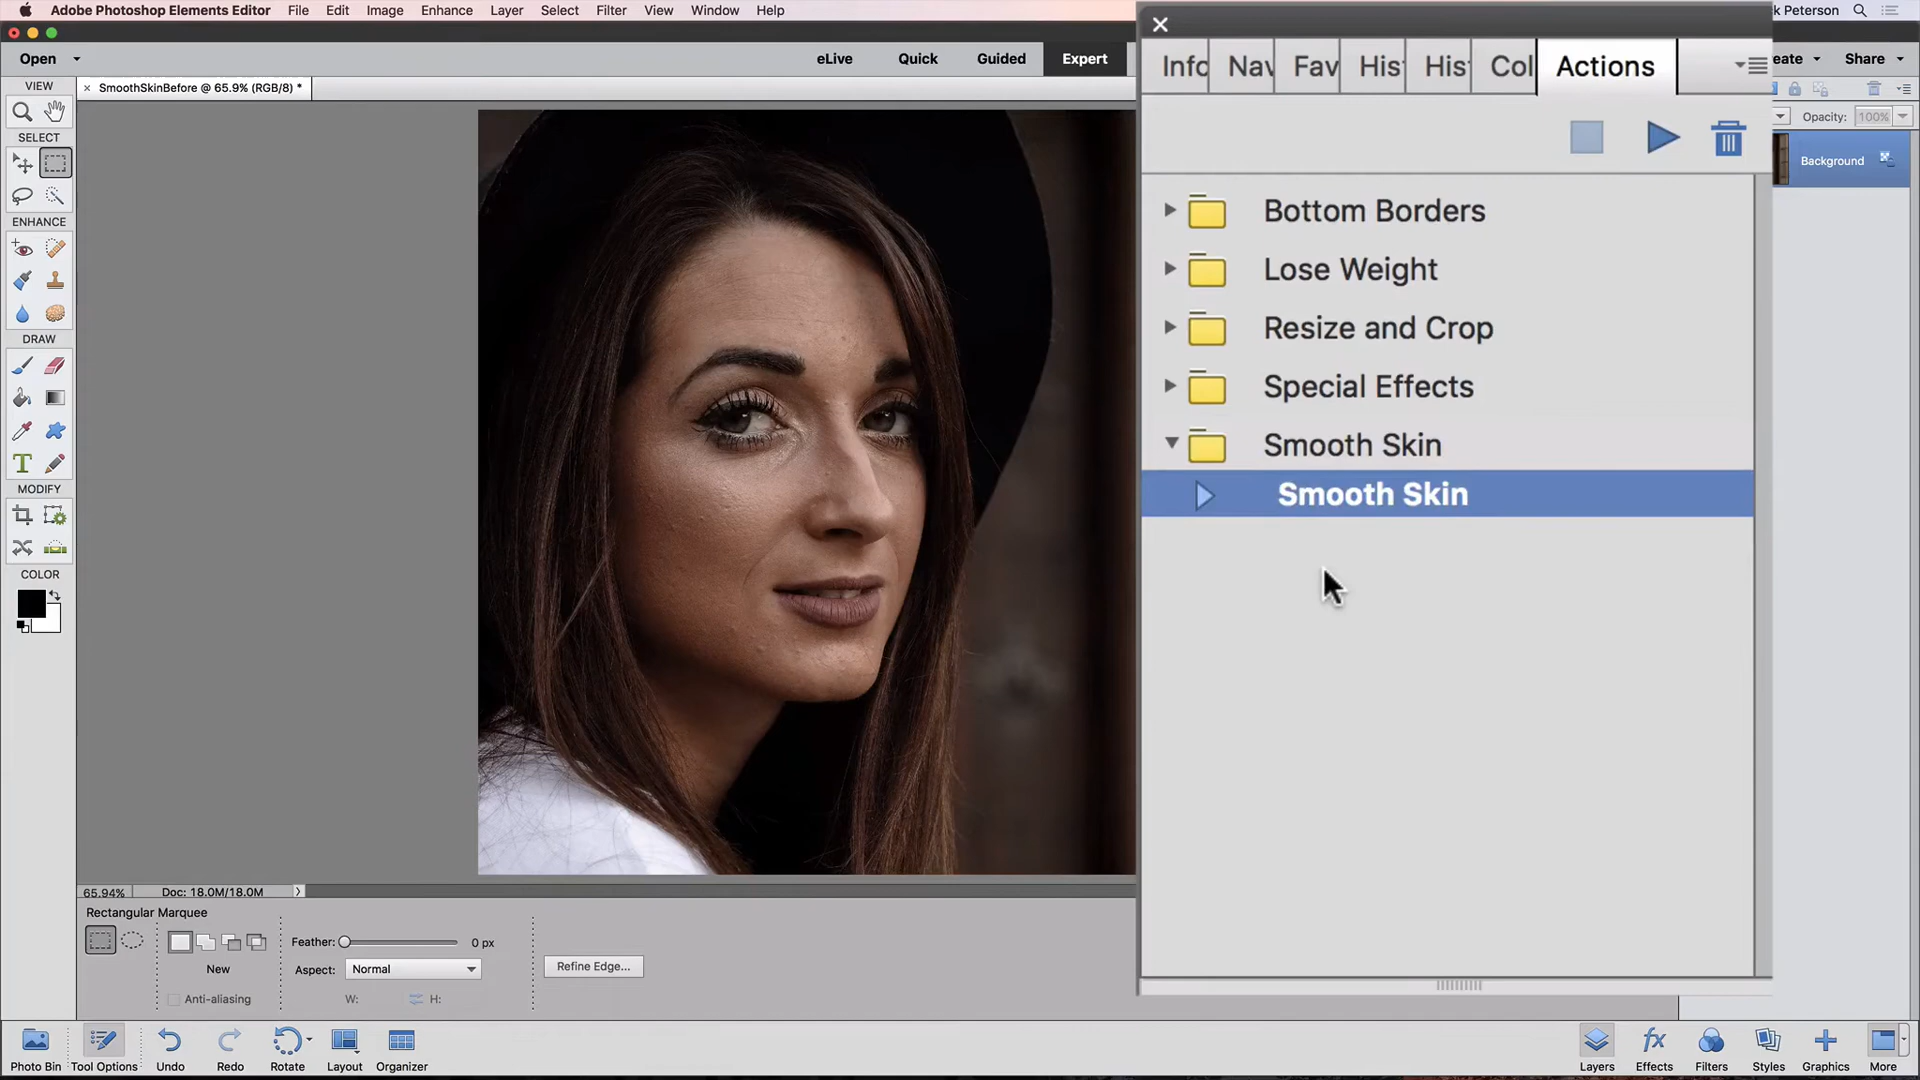 Adobe Photoshop Elements Editor File Edit Image Enhance Layer Select Filter View Window Help k Peterson
Open eLive Quick Guided Expert eate Share
× SmoothSkinBefore @ 65.9% (RGB/8) *
Info Nav Fav His His Col Actions
Opacity: 100%
Background
VIEW
SELECT
ENHANCE
DRAW
T
MODIFY
COLOR
Bottom Borders
Lose Weight
Resize and Crop
Special Effects
Smooth Skin
Smooth Skin
65.94% Doc: 18.0M/18.0M
Rectangular Marquee
Feather: 0 px
New Aspect: Normal Refine Edge...
Anti-aliasing W: H:
Photo Bin Tool Options Undo Redo Rotate Layout Organizer fx Layers Effects Filters Styles Graphics More